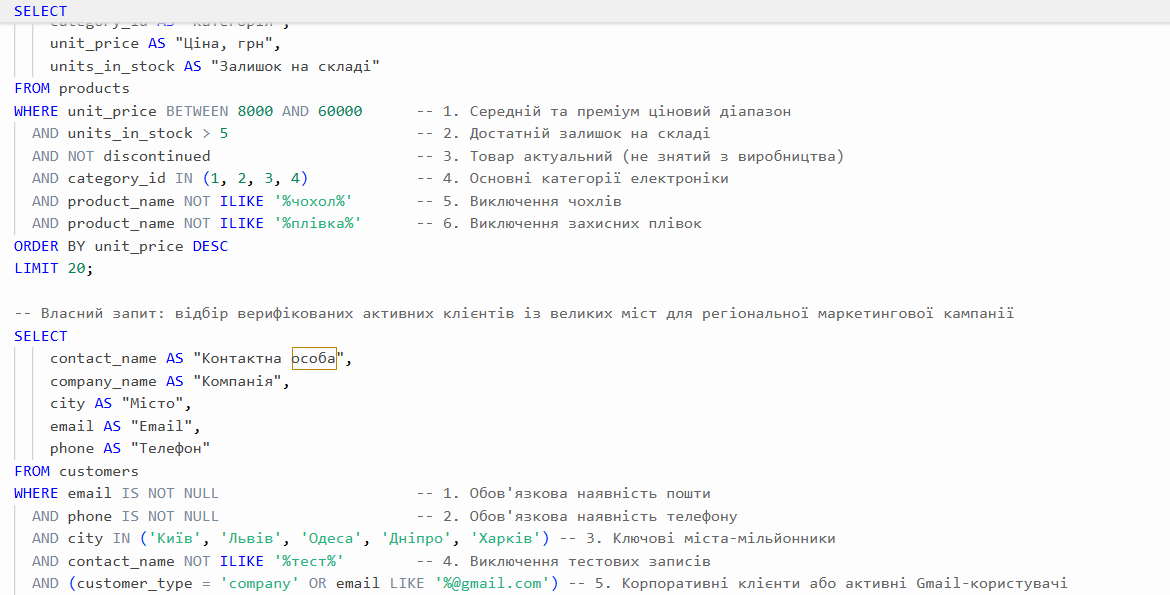 SELECT
category_id AS "Категорія",
unit_price AS "Ціна, грн",
units_in_stock AS "Залишок на складі"
FROM products
WHERE unit_price BETWEEN 8000 AND 60000      -- 1. Середній та преміум ціновий діапазон
AND units_in_stock > 5                     -- 2. Достатній залишок на складі
AND NOT discontinued                       -- 3. Товар актуальний (не знятий з виробництва)
AND category_id IN (1, 2, 3, 4)            -- 4. Основні категорії електроніки
AND product_name NOT ILIKE '%чохол%'       -- 5. Виключення чохлів
AND product_name NOT ILIKE '%плівка%'      -- 6. Виключення захисних плівок
ORDER BY unit_price DESC
LIMIT 20;
-- Власний запит: відбір верифікованих активних клієнтів із великих міст для регіональної маркетингової кампанії
SELECT
contact_name AS "Контактна особа",
company_name AS "Компанія",
city AS "Місто",
email AS "Email",
phone AS "Телефон"
FROM customers
WHERE email IS NOT NULL                      -- 1. Обов'язкова наявність пошти
AND phone IS NOT NULL                      -- 2. Обов'язкова наявність телефону
AND city IN ('Київ', 'Львів', 'Одеса', 'Дніпро', 'Харків') -- 3. Ключові міста-мільйонники
AND contact_name NOT ILIKE '%тест%'        -- 4. Виключення тестових записів
AND (customer_type = 'company' OR email LIKE '%@gmail.com') -- 5. Корпоративні клієнти або активні Gmail-користувачі